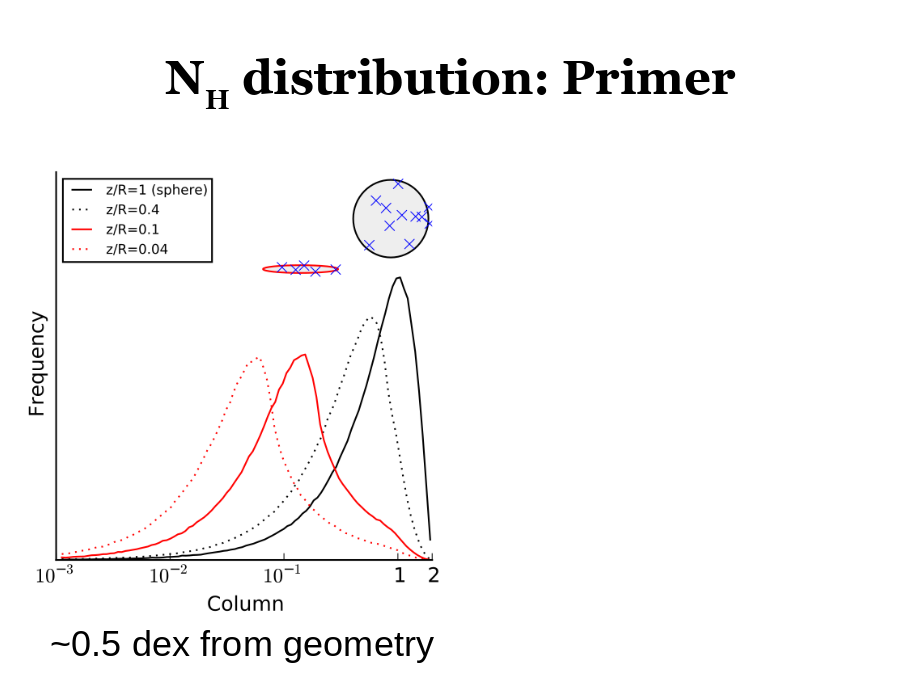 N_H distribution: Primer
z/R=1 (sphere)
z/R=0.4
z/R=0.1
z/R=0.04
Frequency
10^−3 10^−2 10^−1 1 2
Column
~0.5 dex from geometry